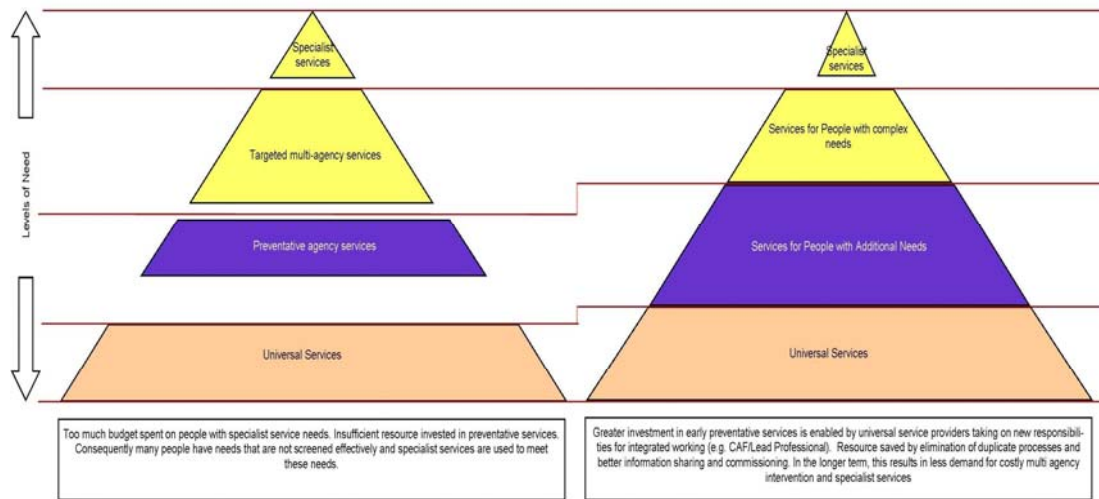 Specialist
services
Targeted multi-agency services
Preventative agency services
Universal Services
Levels of Need
Too much budget spent on people with specialist service needs. Insufficient resource invested in preventative services.
Consequently many people have needs that are not screened effectively and specialist services are used to meet
these needs.
Specialist
services
Services for People with complex
needs
Services for People with Additional Needs
Universal Services
Greater investment in early preventative services is enabled by universal service providers taking on new responsibili-
ties for integrated working (e.g. CAF/Lead Professional). Resource saved by elimination of duplicate processes and
better information sharing and commissioning. In the longer term, this results in less demand for costly multi agency
intervention and specialist services